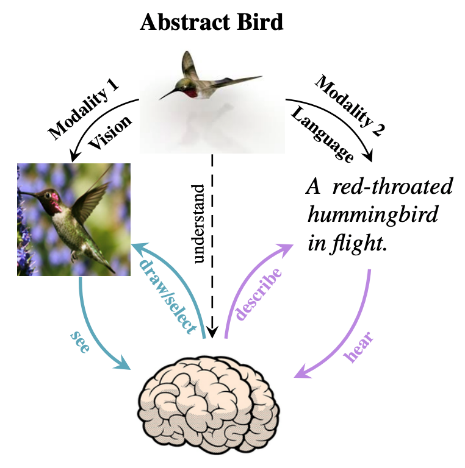 Abstract Bird
Modality 1
Vision
Modality 2
Language
A red-throated
hummingbird
in flight.
understand
draw/select
describe
see
hear